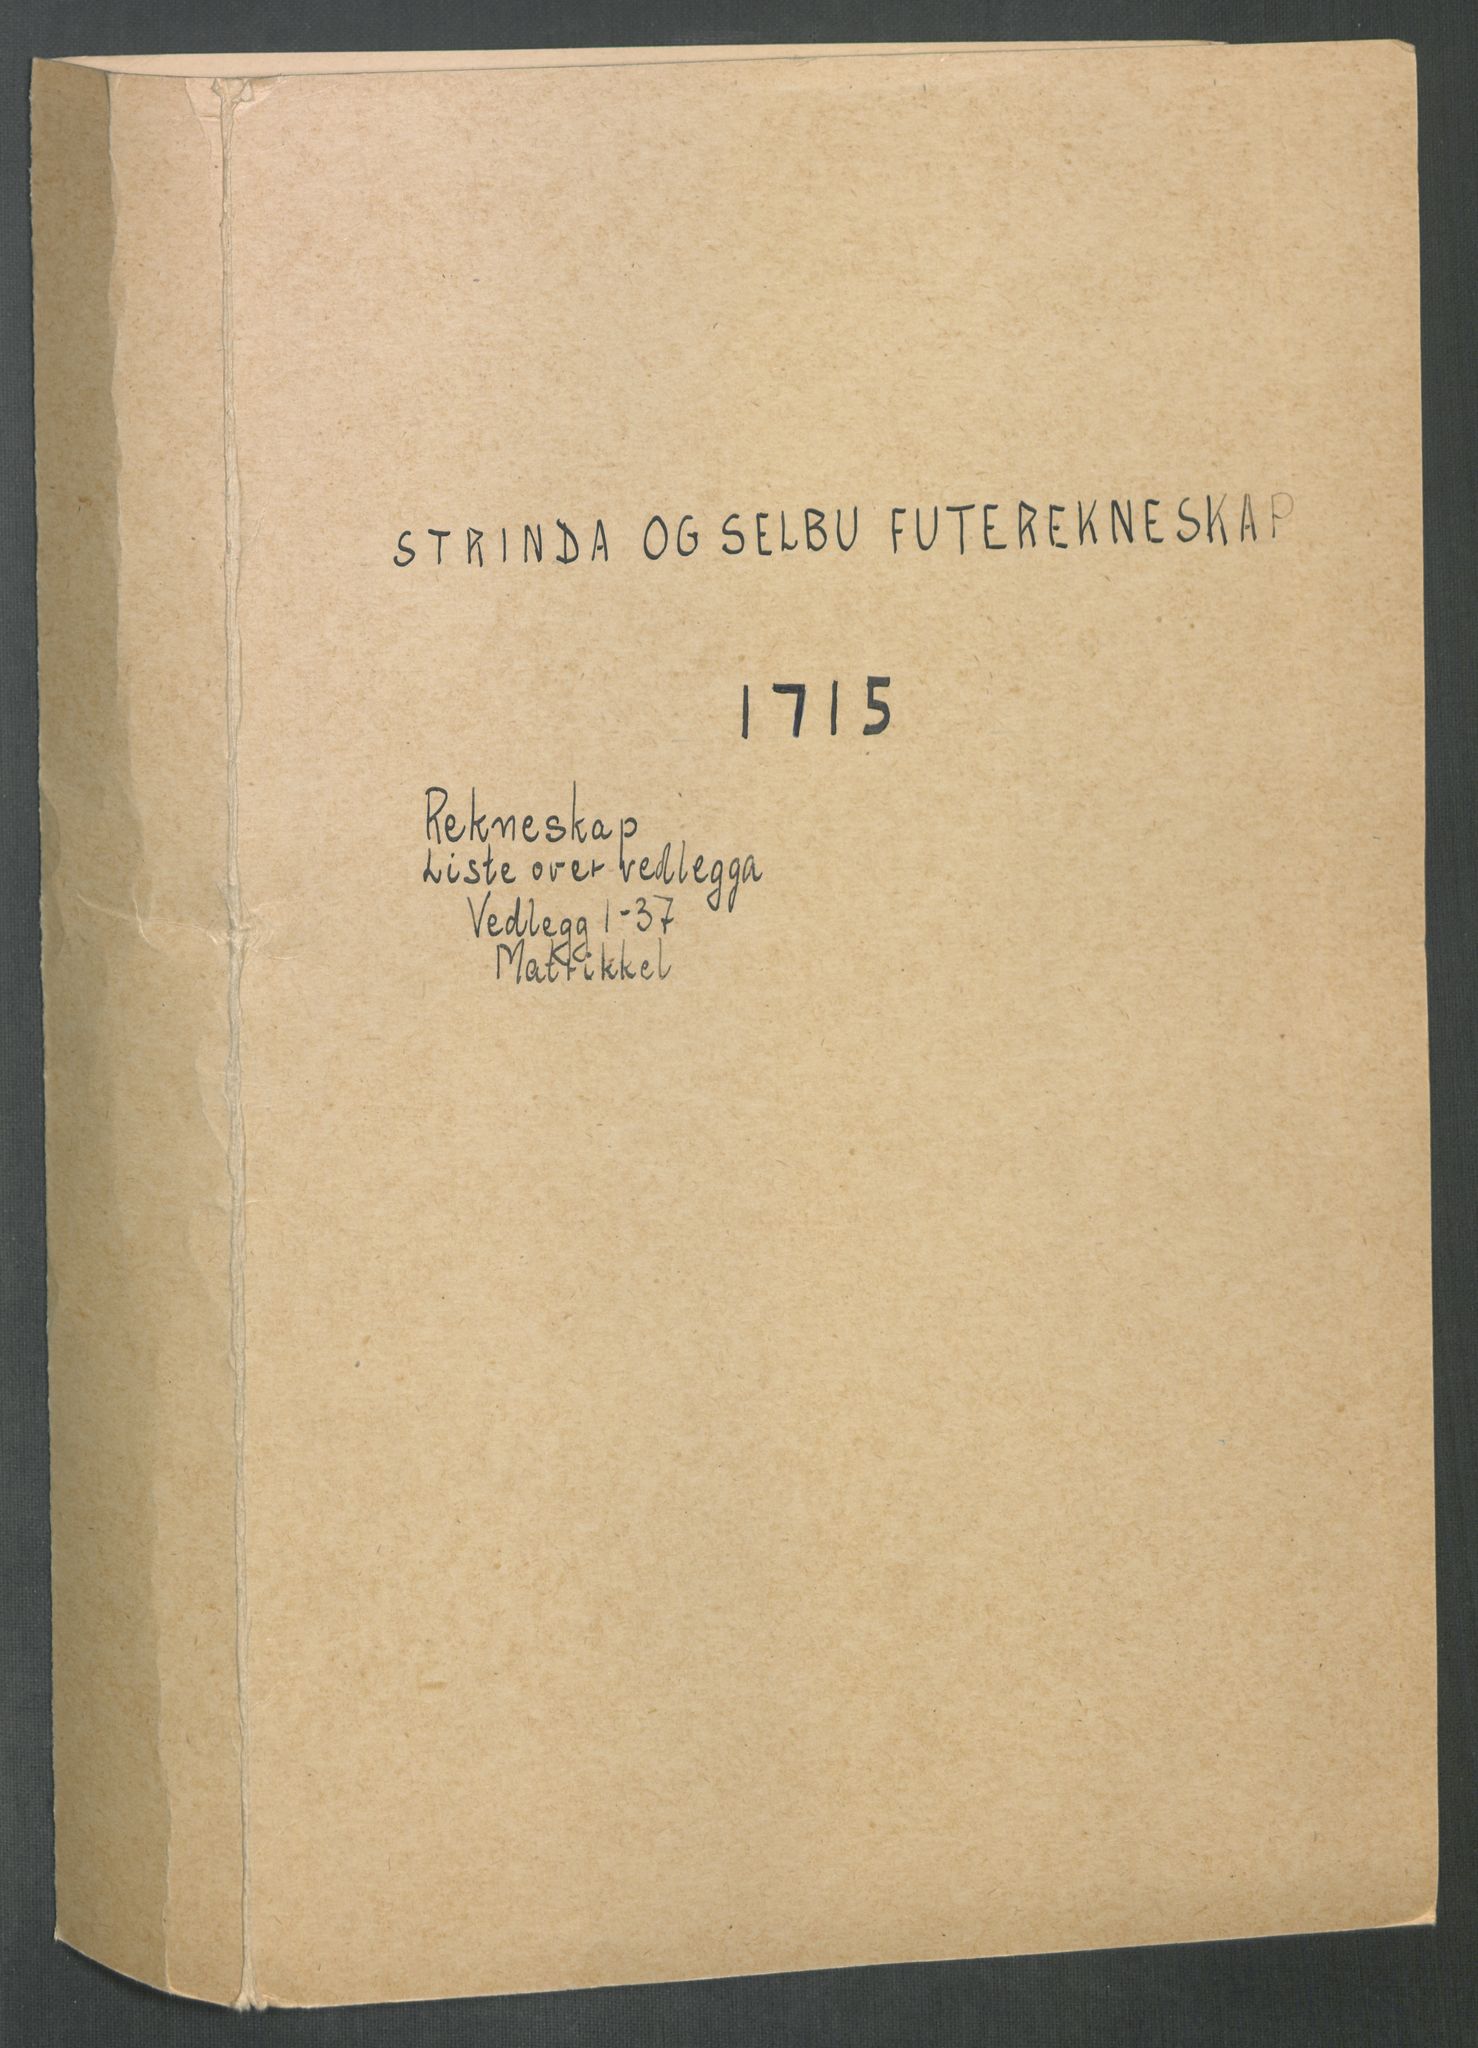 STRINDA OG SELBU FUTEREKNESKAP
1715
Rekneskap
Liste over vedlegga
Vedlegg 1-37
Matrikkel